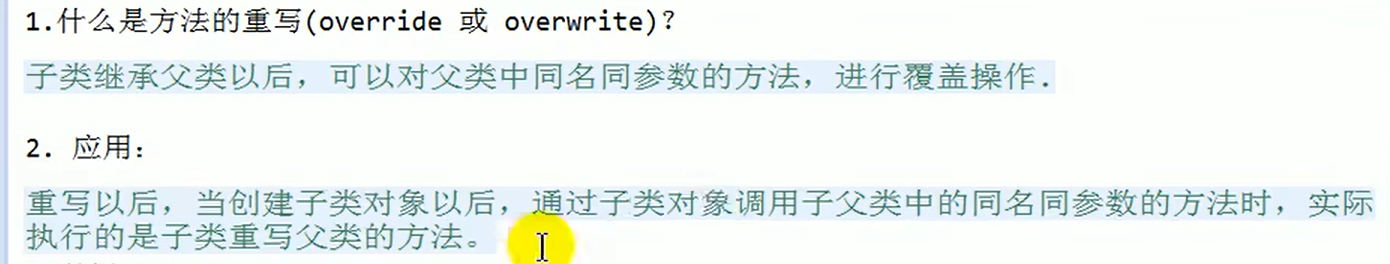 1.什么是方法的重写(override 或 overwrite)?
子类继承父类以后，可以对父类中同名同参数的方法，进行覆盖操作.
2. 应用：
重写以后，当创建子类对象以后，通过子类对象调用子父类中的同名同参数的方法时，实际
执行的是子类重写父类的方法。